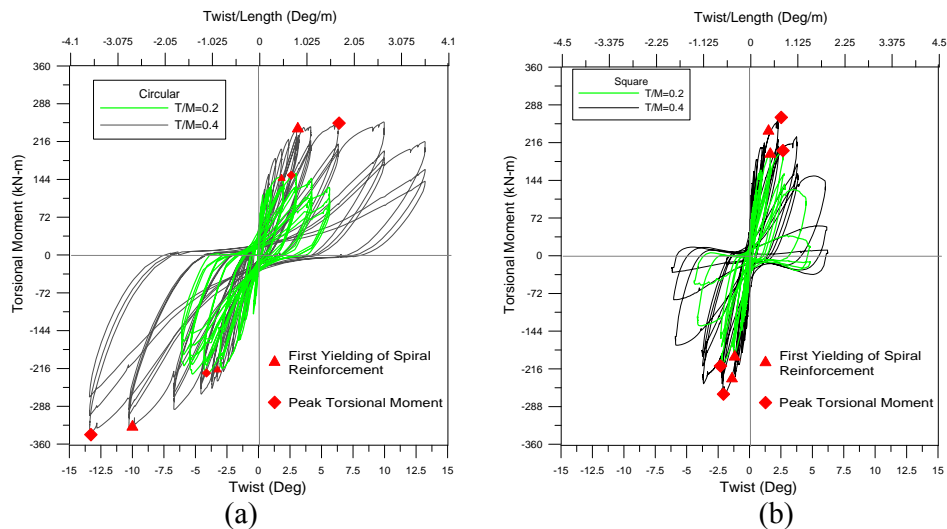 Twist/Length (Deg/m)
-4.1 -3.075 -2.05 -1.025 0 1.025 2.05 3.075 4.1
360
288
216
144
72
0
-72
-144
-216
-288
-360
Torsional Moment (kN-m)
Circular
T/M=0.2
T/M=0.4
First Yielding of Spiral
Reinforcement
Peak Torsional Moment
-15 -12.5 -10 -7.5 -5 -2.5 0 2.5 5 7.5 10 12.5 15
Twist (Deg)
(a)
Twist/Length (Deg/m)
-4.5 -3.375 -2.25 -1.125 0 1.125 2.25 3.375 4.5
360
288
216
144
72
0
-72
-144
-216
-288
-360
Torsional Moment (kN-m)
Square
T/M=0.2
T/M=0.4
First Yielding of Spiral
Reinforcement
Peak Torsional Moment
-15 -12.5 -10 -7.5 -5 -2.5 0 2.5 5 7.5 10 12.5 15
Twist (Deg)
(b)